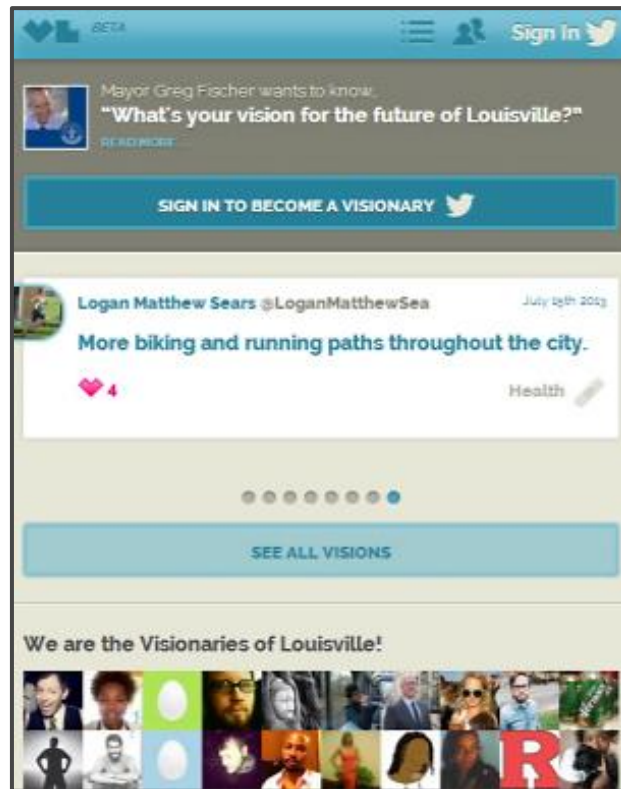 BETA
Sign In
Mayor Greg Fischer wants to know,
"What's your vision for the future of Louisville?"
READ MORE
SIGN IN TO BECOME A VISIONARY
Logan Matthew Sears @LoganMatthewSea July 15th 2013
More biking and running paths throughout the city.
4 Health
SEE ALL VISIONS
We are the Visionaries of Louisville!
R